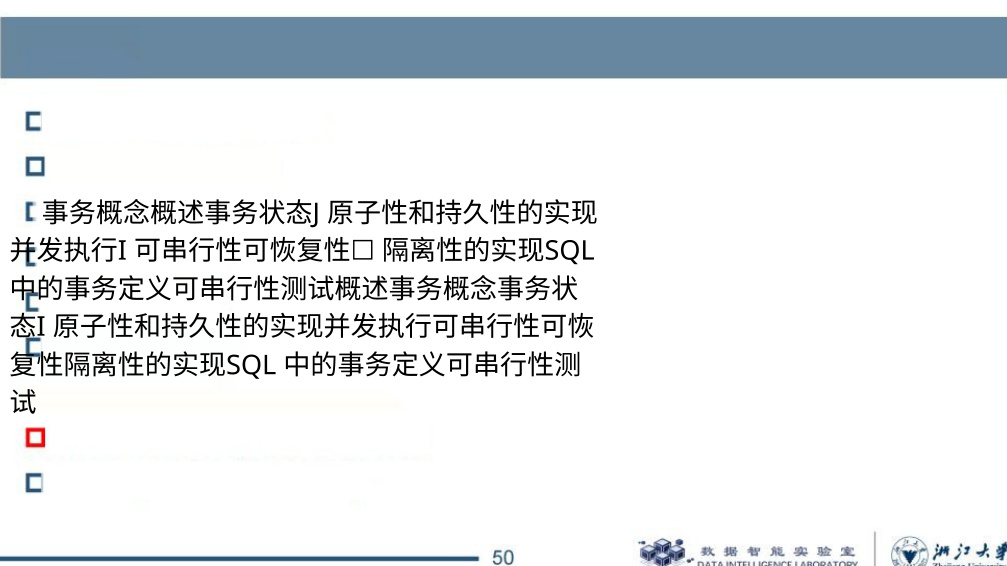 事务概念概述事务状态J 原子性和持久性的实现
并发执行I 可串行性可恢复性□ 隔离性的实现SQL
中的事务定义可串行性测试概述事务概念事务状
态I 原子性和持久性的实现并发执行可串行性可恢
复性隔离性的实现SQL 中的事务定义可串行性测
试
50
数据智能实验室
DATA INTELLIGENCE LABORATORY
浙江大学
Zhejiang University